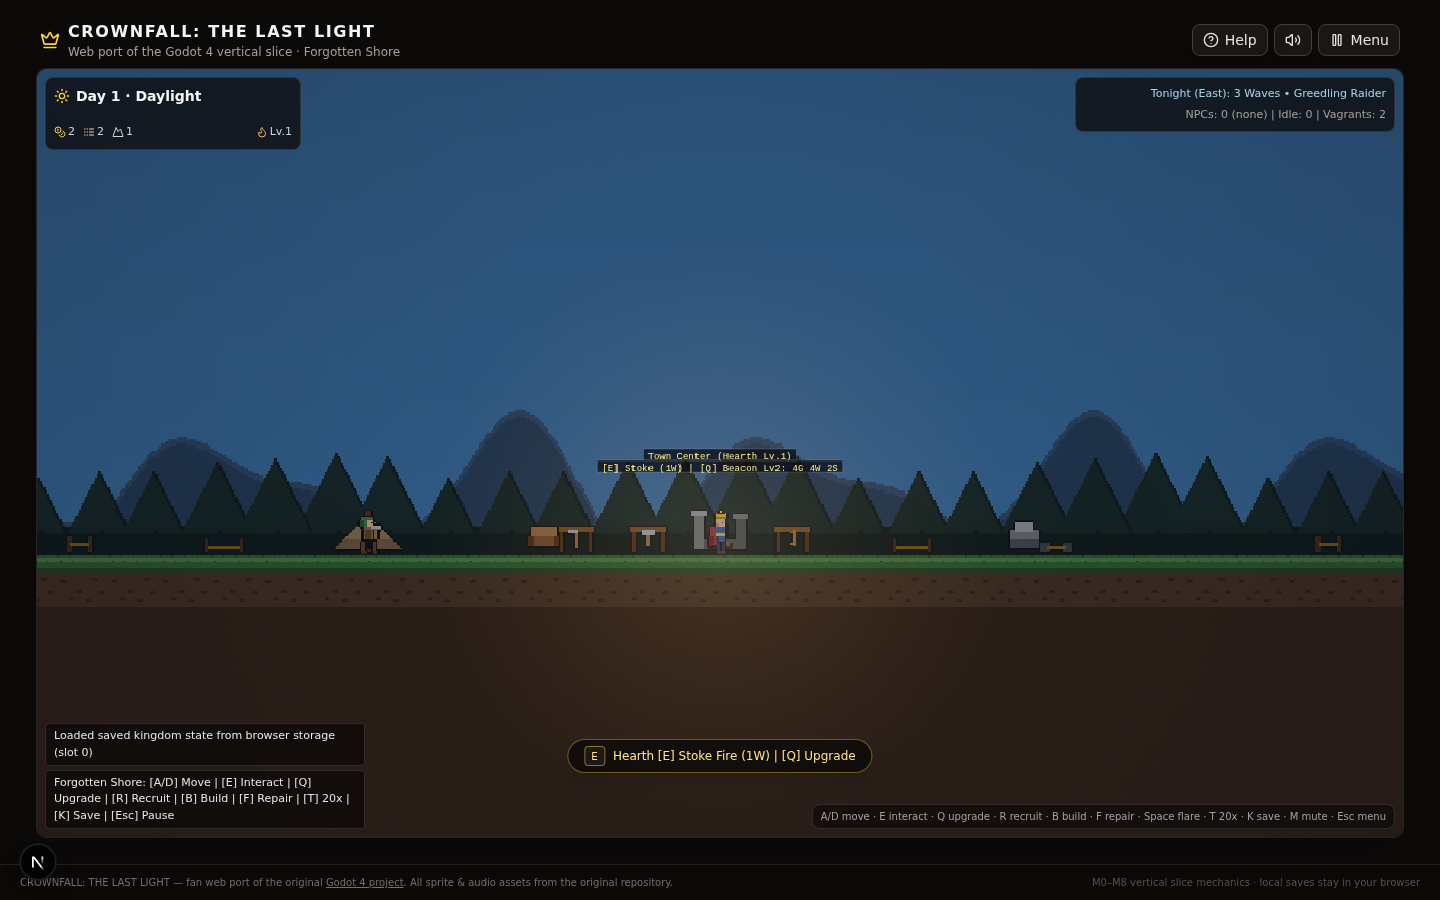 CROWNFALL: THE LAST LIGHT
Web port of the Godot 4 vertical slice · Forgotten Shore
Help
Menu
Day 1 · Daylight
2 2 1 Lv.1
Tonight (East): 3 Waves • Greedling Raider
NPCs: 0 (none) | Idle: 0 | Vagrants: 2
Town Center (Hearth Lv.1)
[E] Stoke (1W) | [Q] Beacon Lv2: 4G 4W 2S
Loaded saved kingdom state from browser storage
(slot 0)
Forgotten Shore: [A/D] Move | [E] Interact | [Q]
Upgrade | [R] Recruit | [B] Build | [F] Repair | [T] 20x |
[K] Save | [Esc] Pause
E Hearth [E] Stoke Fire (1W) | [Q] Upgrade
A/D move · E interact · Q upgrade · R recruit · B build · F repair · Space flare · T 20x · K save · M mute · Esc menu
N
CROWNFALL: THE LAST LIGHT — fan web port of the original Godot 4 project. All sprite & audio assets from the original repository.
M0–M8 vertical slice mechanics · local saves stay in your browser